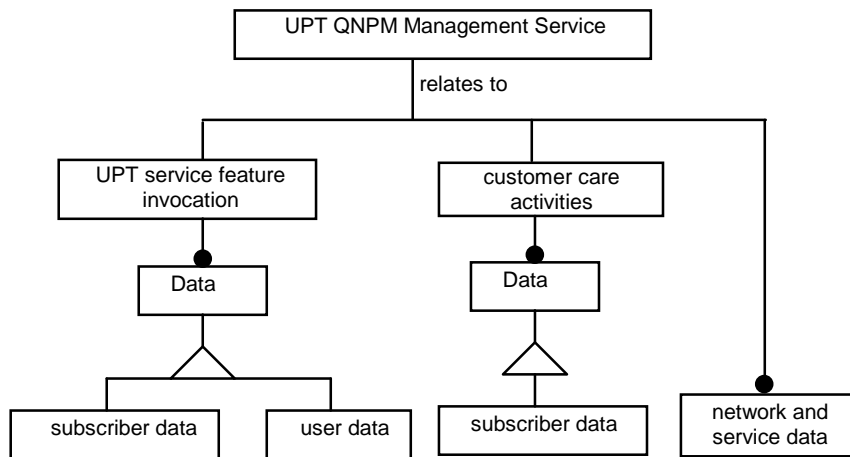 UPT QNPM Management Service
relates to
UPT service feature
invocation
customer care
activities
Data
Data
subscriber data
user data
subscriber data
network and
service data